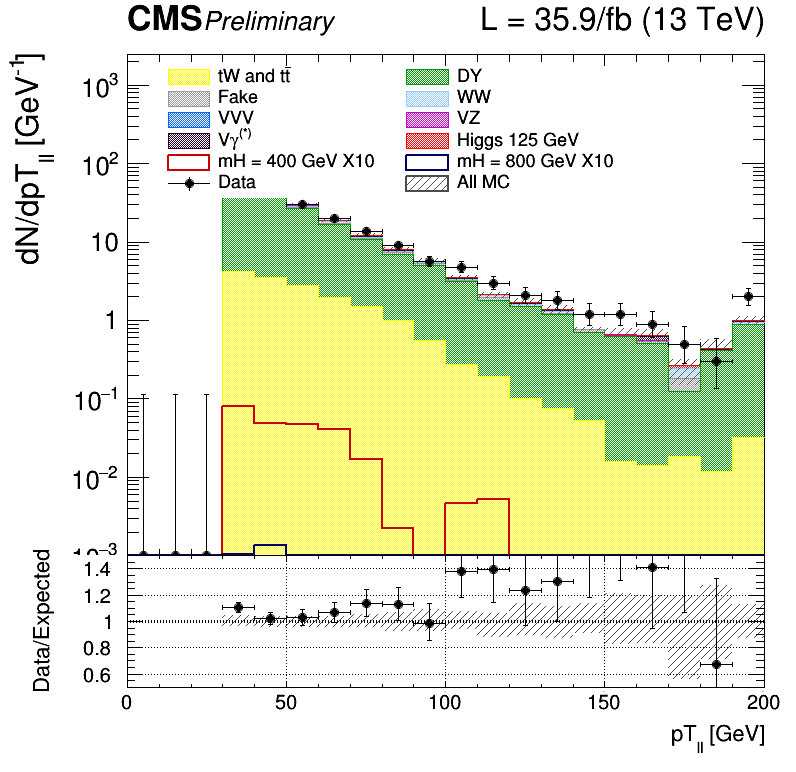 CMS Preliminary L = 35.9/fb (13 TeV)
dN/dpT_ll [GeV⁻¹]
tW and tt̄ DY
Fake WW
VVV VZ
Vγ⁽*⁾ Higgs 125 GeV
mH = 400 GeV X10 mH = 800 GeV X10
Data All MC
10³
10²
10
1
10⁻¹
10⁻²
10⁻³
Data/Expected
1.4
1.2
1
0.8
0.6
0 50 100 150 200
pT_ll [GeV]